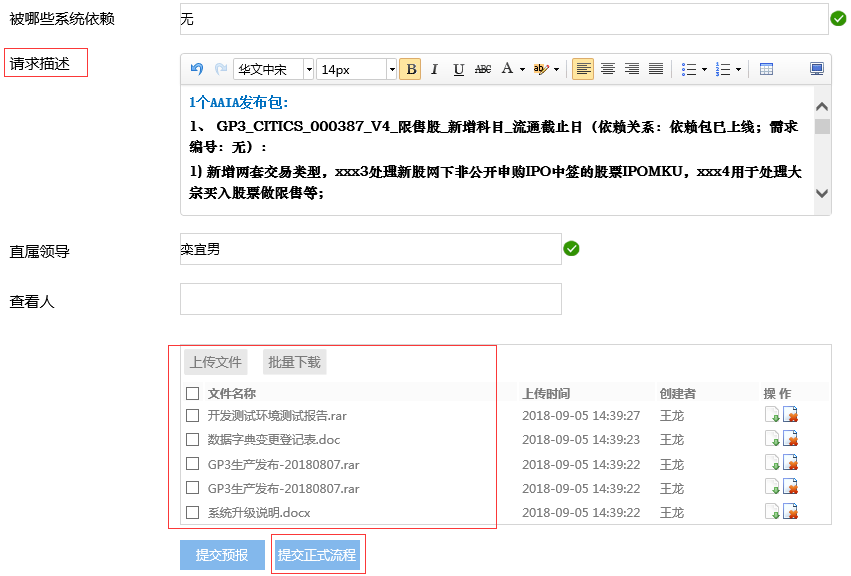 被哪些系统依赖
无
请求描述
华文中宋 14px B I U ABC A ab
1个AAIA发布包:
1、 GP3_CITICS_000387_V4_限售股_新增科目_流通截止日（依赖关系：依赖包已上线；需求
编号：无）：
1) 新增两套交易类型，xxx3处理新股网下非公开申购IPO中签的股票IPOMKU，xxx4用于处理大
宗买入股票做限售等；
直属领导
栾宜男
查看人
上传文件 批量下载
文件名称 上传时间 创建者 操 作
开发测试环境测试报告.rar 2018-09-05 14:39:27 王龙
数据字典变更登记表.doc 2018-09-05 14:39:23 王龙
GP3生产发布-20180807.rar 2018-09-05 14:39:22 王龙
GP3生产发布-20180807.rar 2018-09-05 14:39:22 王龙
系统升级说明.docx 2018-09-05 14:39:22 王龙
提交预报 提交正式流程